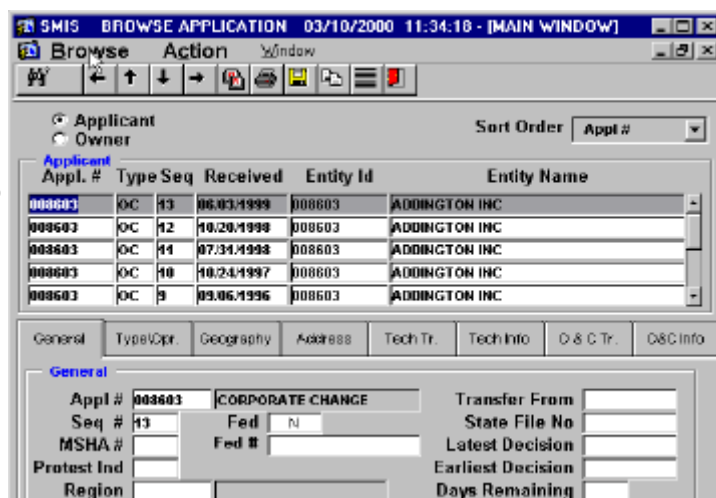 SMIS BROWSE APPLICATION 03/10/2000 11:34:18 - [MAIN WINDOW]
Browse Action Window
Applicant
Owner
Sort Order Appl #
Applicant
Appl. # Type Seq Received Entity Id Entity Name
008603 OC 13 06/03/1999 008603 ADDINGTON INC
008603 OC 12 10/20/1998 008603 ADDINGTON INC
008603 OC 11 07/31/1998 008603 ADDINGTON INC
008603 OC 10 10/24/1997 008603 ADDINGTON INC
008603 OC 9 09/06/1996 008603 ADDINGTON INC
General Type\Opr. Geography Address Tech Tr. Tech Info O & C Tr. O&C Info
General
Appl # 008603 CORPORATE CHANGE Transfer From
Seq # 13 Fed N State File No
MSHA # Fed # Latest Decision
Protest Ind Earliest Decision
Region Days Remaining